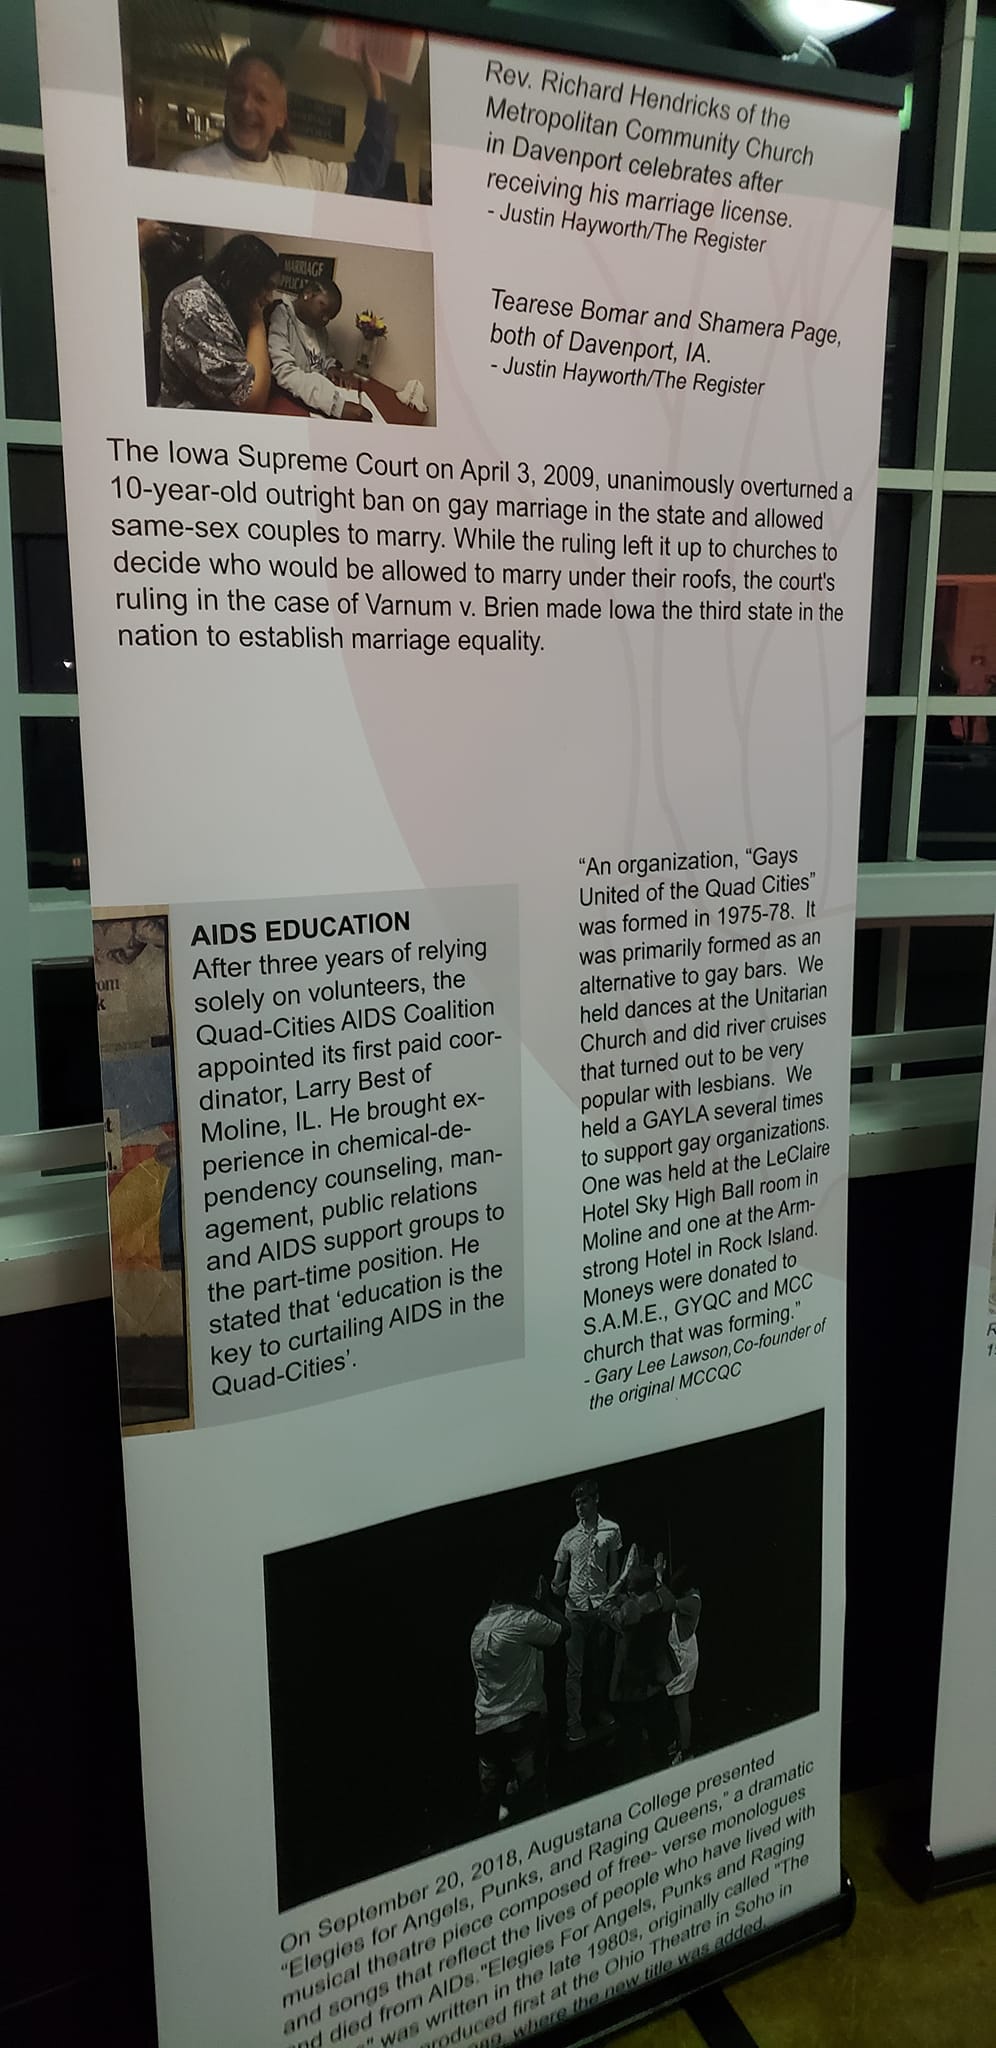 Rev. Richard Hendricks of the
Metropolitan Community Church
in Davenport celebrates after
receiving his marriage license.
- Justin Hayworth/The Register
MARRIAGE
Tearese Bomar and Shamera Page,
both of Davenport, IA.
- Justin Hayworth/The Register
The Iowa Supreme Court on April 3, 2009, unanimously overturned a
10-year-old outright ban on gay marriage in the state and allowed
same-sex couples to marry. While the ruling left it up to churches to
decide who would be allowed to marry under their roofs, the court's
ruling in the case of Varnum v. Brien made Iowa the third state in the
nation to establish marriage equality.
AIDS EDUCATION
After three years of relying
solely on volunteers, the
Quad-Cities AIDS Coalition
appointed its first paid coor-
dinator, Larry Best of
Moline, IL. He brought ex-
perience in chemical-de-
pendency counseling, man-
agement, public relations
and AIDS support groups to
the part-time position. He
stated that ‘education is the
key to curtailing AIDS in the
Quad-Cities’.
“An organization, “Gays
United of the Quad Cities”
was formed in 1975-78. It
was primarily formed as an
alternative to gay bars. We
held dances at the Unitarian
Church and did river cruises
that turned out to be very
popular with lesbians. We
held a GAYLA several times
to support gay organizations.
One was held at the LeClaire
Hotel Sky High Ball room in
Moline and one at the Arm-
strong Hotel in Rock Island.
Moneys were donated to
S.A.M.E., GYQC and MCC
church that was forming.”
- Gary Lee Lawson,Co-founder of
the original MCCQC
On September 20, 2018, Augustana College presented
“Elegies for Angels, Punks, and Raging Queens,” a dramatic
musical theatre piece composed of free- verse monologues
and songs that reflect the lives of people who have lived with
died from AIDs. "Elegies For Angels, Punks and Raging
" was written in the late 1980s, originally called "The
first at the Ohio Theatre in Soho in
where the new title was added.